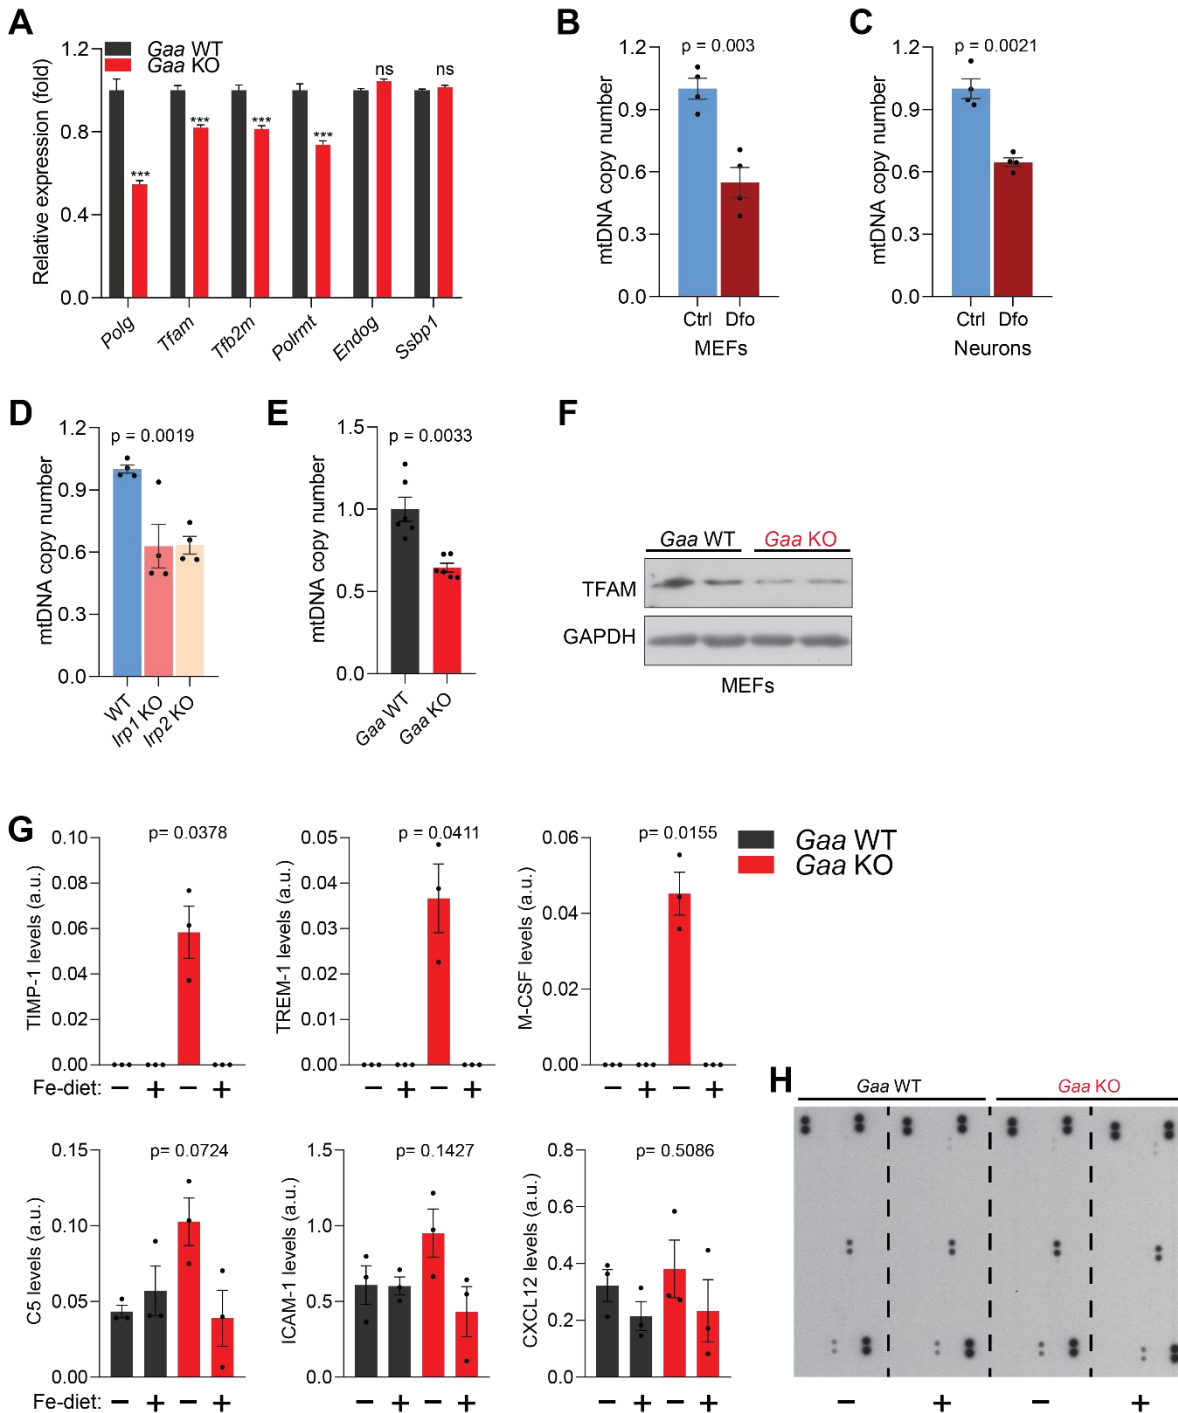 A
Gaa WT
Gaa KO
Relative expression (fold)
1.2
0.8
0.4
0.0
***
***
***
***
ns
ns
Polg
Tfam
Tfb2m
Polrmt
Endog
Ssbp1
B
p = 0.003
mtDNA copy number
1.2
0.9
0.6
0.3
0.0
Ctrl Dfo
MEFs
C
p = 0.0021
mtDNA copy number
1.2
0.9
0.6
0.3
0.0
Ctrl Dfo
Neurons
D
p = 0.0019
mtDNA copy number
1.2
0.9
0.6
0.3
0.0
WT
Irp1 KO
Irp2 KO
E
p = 0.0033
mtDNA copy number
1.5
1.0
0.5
0.0
Gaa WT
Gaa KO
F
Gaa WT Gaa KO
TFAM
GAPDH
MEFs
G
p= 0.0378
TIMP-1 levels (a.u.)
0.10
0.08
0.06
0.04
0.02
0.00
Fe-diet: − + − +
p = 0.0411
TREM-1 levels (a.u.)
0.05
0.04
0.03
0.02
0.01
0.00
− + − +
p= 0.0155
M-CSF levels (a.u.)
0.06
0.04
0.02
0.00
− + − +
Gaa WT
Gaa KO
p= 0.0724
C5 levels (a.u.)
0.15
0.10
0.05
0.00
Fe-diet: − + − +
p= 0.1427
ICAM-1 levels (a.u.)
1.5
1.0
0.5
0.0
− + − +
p= 0.5086
CXCL12 levels (a.u.)
0.8
0.6
0.4
0.2
0.0
− + − +
H
Gaa WT Gaa KO
− + − +